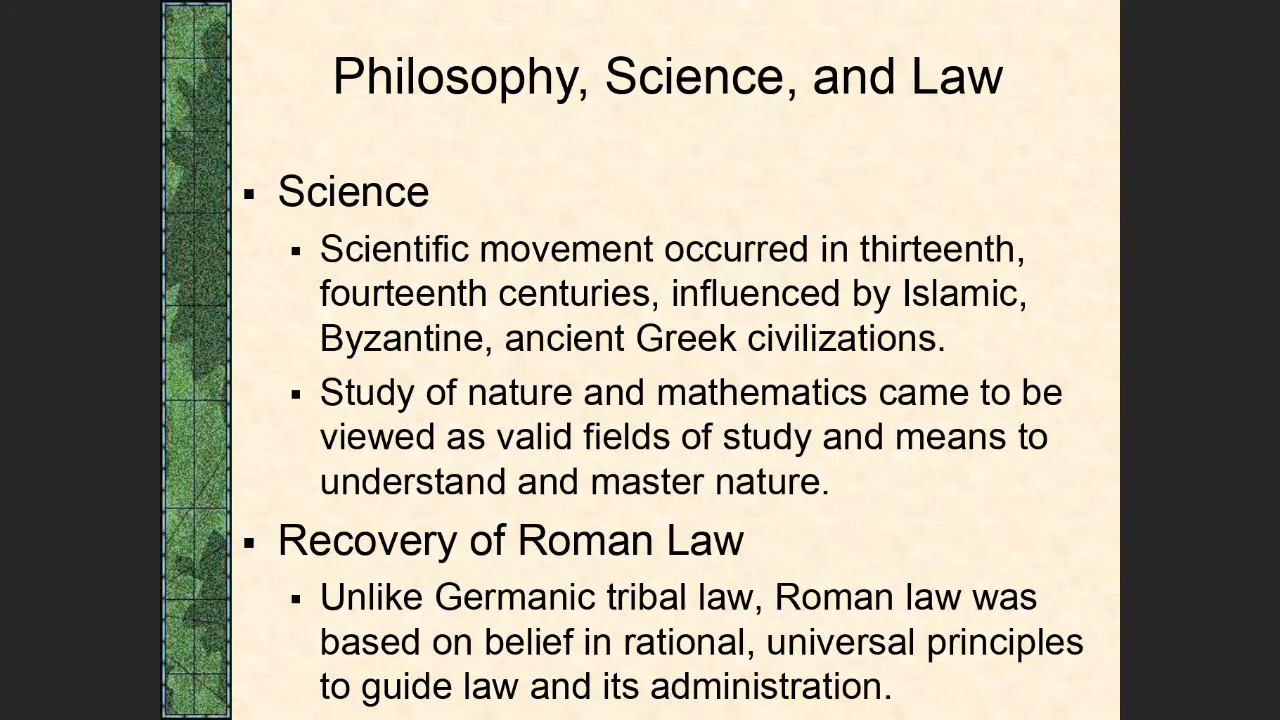 Philosophy, Science, and Law
▪ Science
▪ Scientific movement occurred in thirteenth,
fourteenth centuries, influenced by Islamic,
Byzantine, ancient Greek civilizations.
▪ Study of nature and mathematics came to be
viewed as valid fields of study and means to
understand and master nature.
▪ Recovery of Roman Law
▪ Unlike Germanic tribal law, Roman law was
based on belief in rational, universal principles
to guide law and its administration.